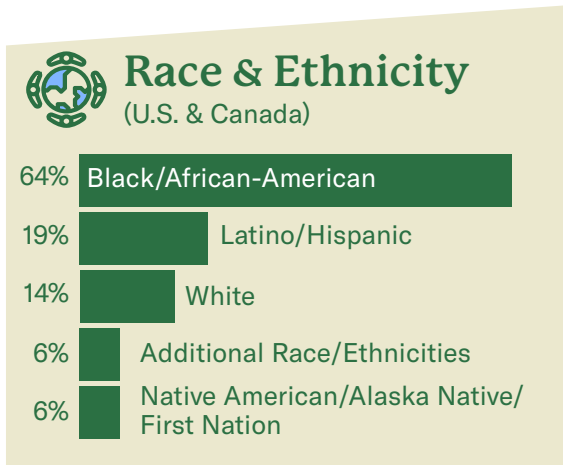 Race & Ethnicity
(U.S. & Canada)
64% Black/African-American
19% Latino/Hispanic
14% White
6% Additional Race/Ethnicities
6% Native American/Alaska Native/
First Nation